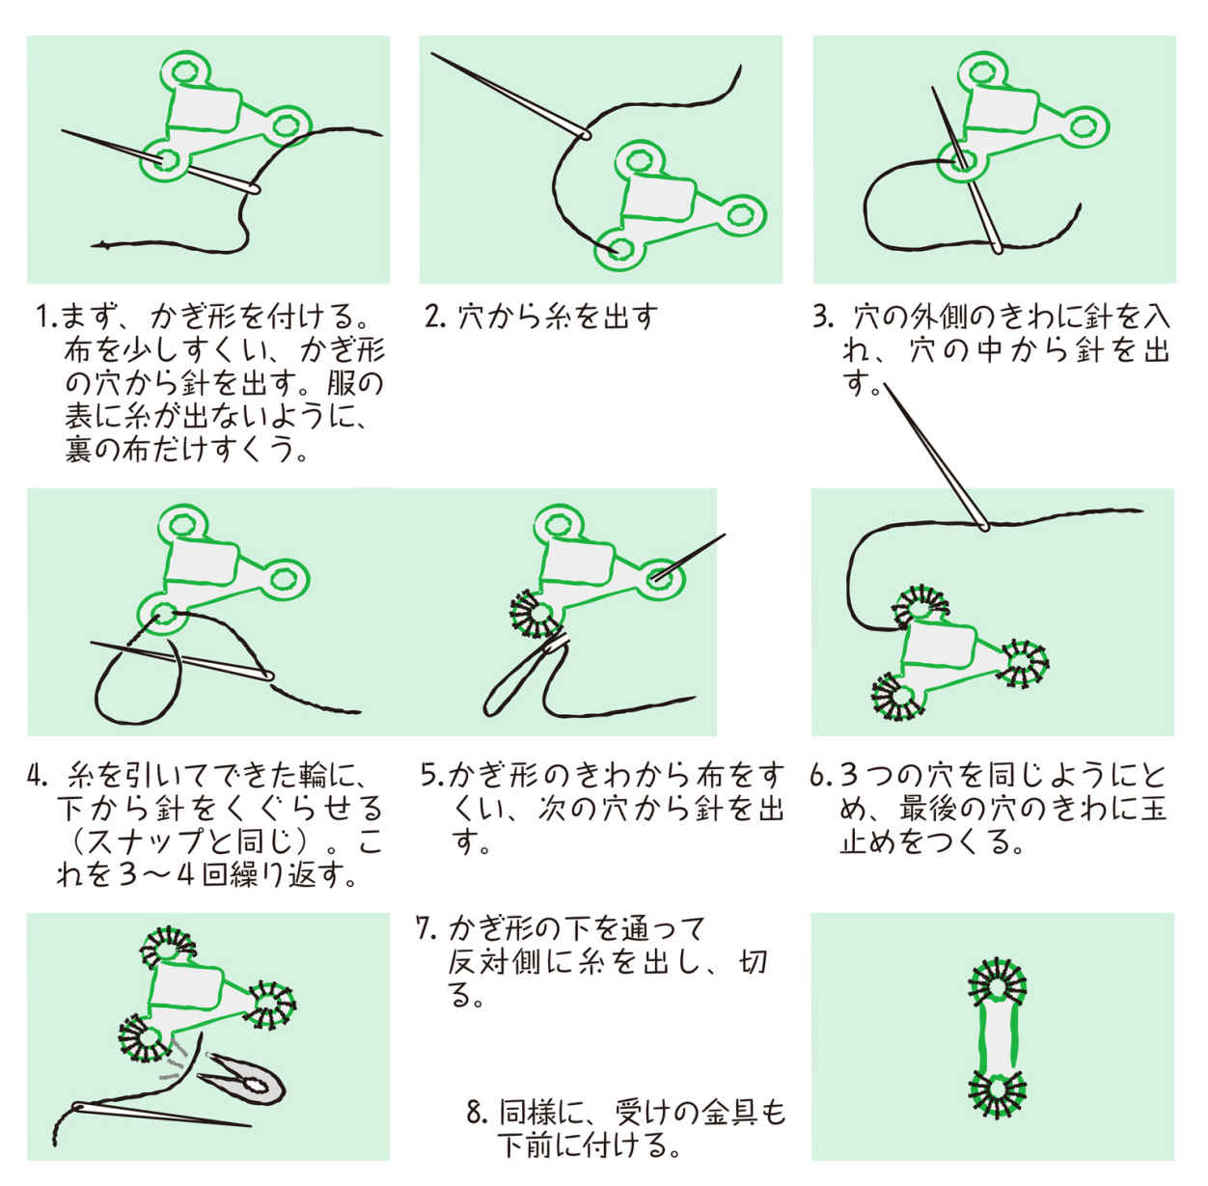 1.まず、かぎ形を付ける。
布を少しすくい、かぎ形
の穴から針を出す。服の
表に糸が出ないように、
裏の布だけすくう。
2. 穴から糸を出す
3. 穴の外側のきわに針を入
れ、穴の中から針を出
す。
4. 糸を引いてできた輪に、
下から針をくぐらせる
（スナップと同じ）。こ
れを３〜４回繰り返す。
5.かぎ形のきわから布をす
くい、次の穴から針を出
す。
6.３つの穴を同じようにと
め、最後の穴のきわに玉
止めをつくる。
7. かぎ形の下を通って
反対側に糸を出し、切
る。
8. 同様に、受けの金具も
下前に付ける。